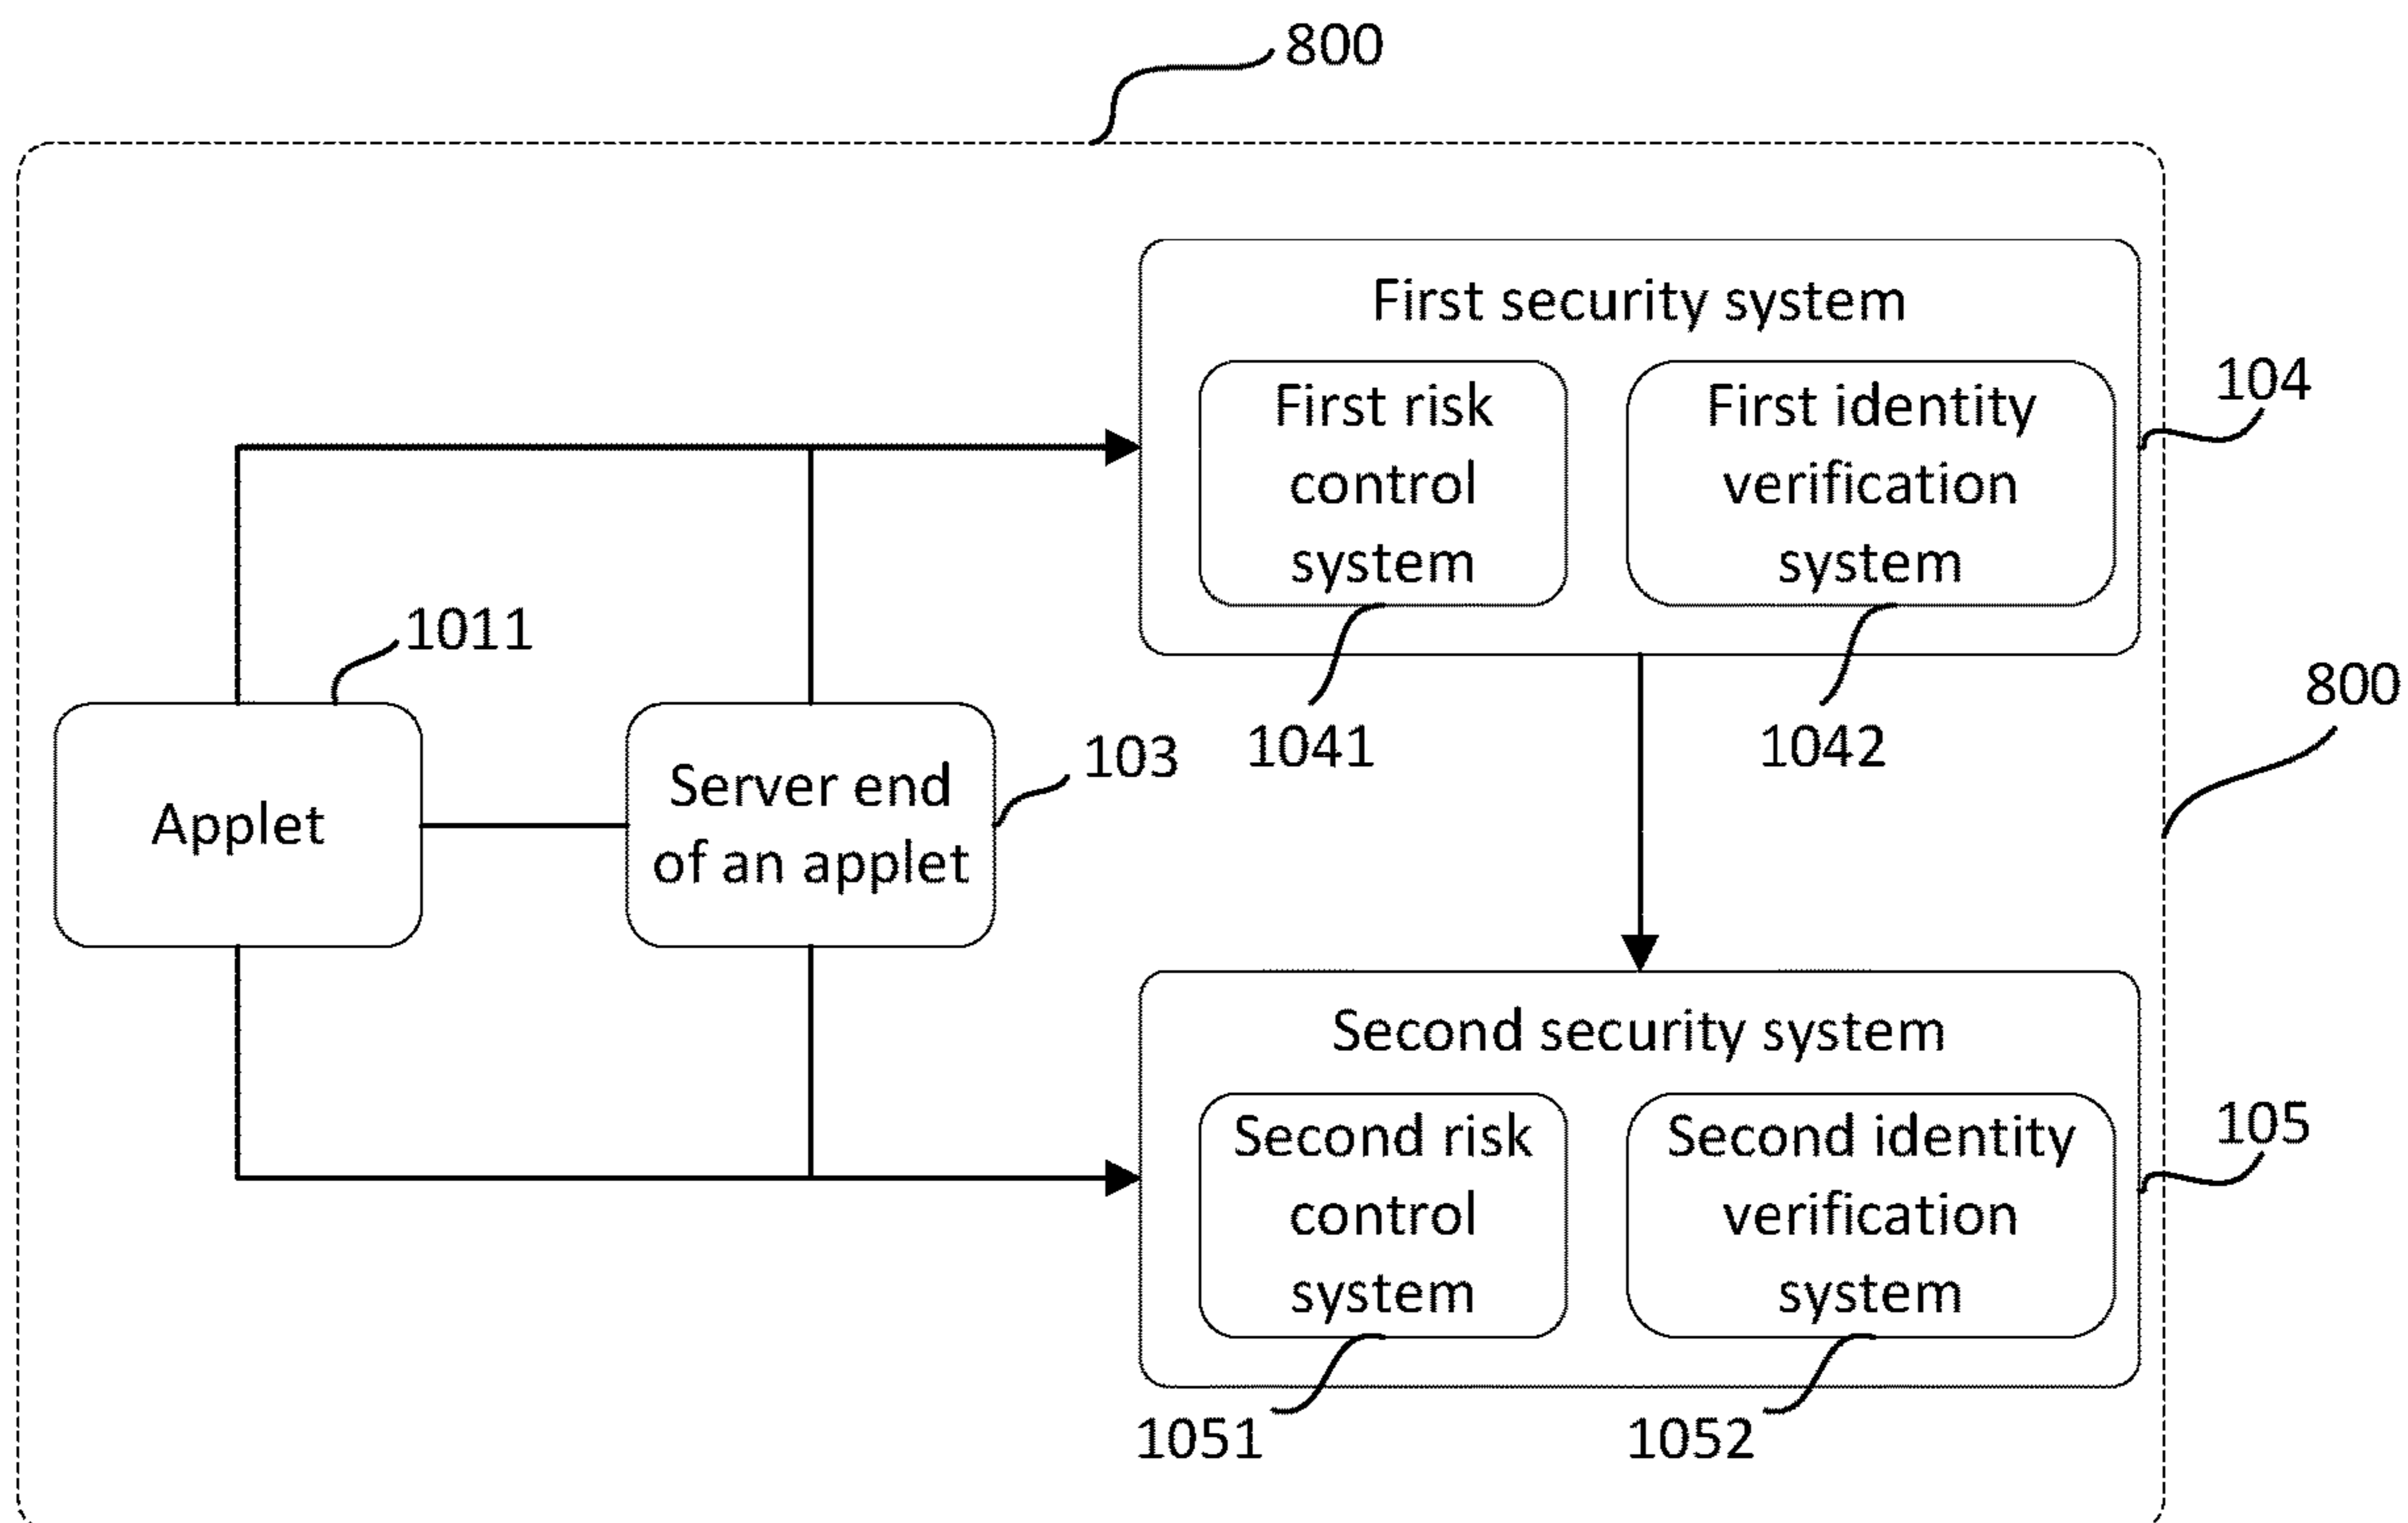 800
First security system
First risk
control
system
First identity
verification
system
104
1011
1041
1042
800
Applet
Server end
of an applet
103
Second security system
Second risk
control
system
Second identity
verification
system
105
1051
1052